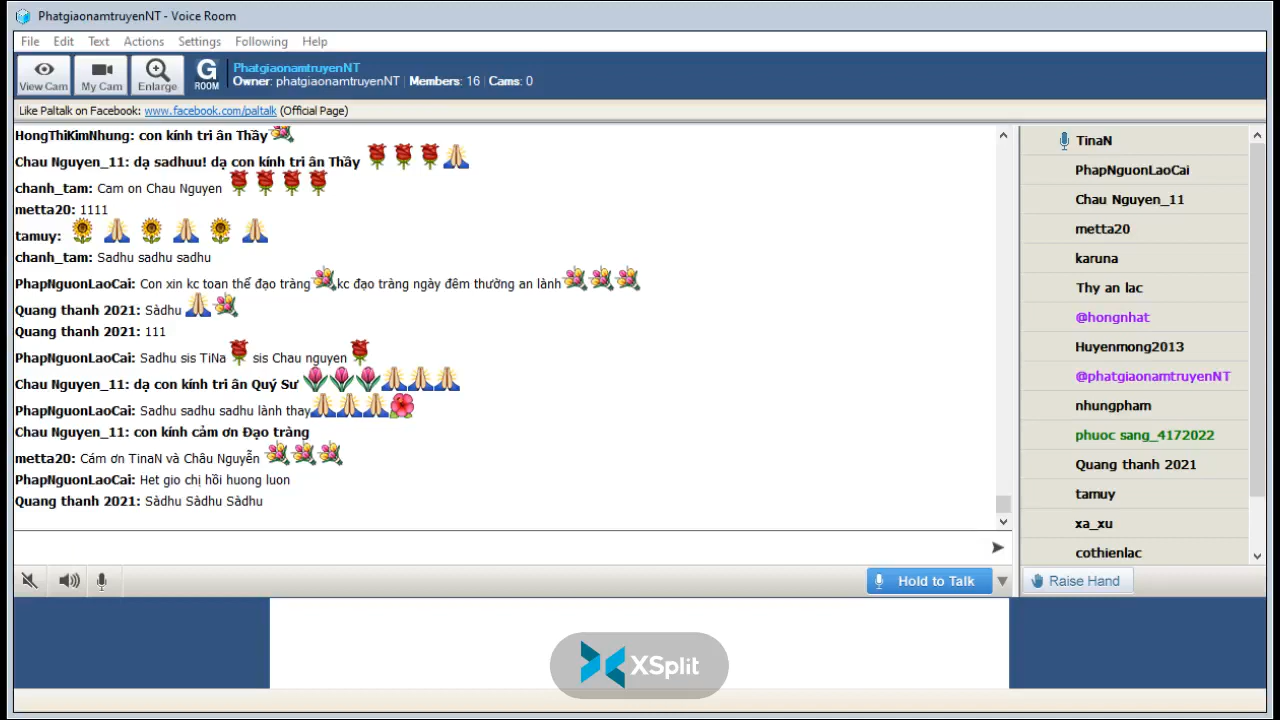 PhatgiaonamtruyenNT - Voice Room
File Edit Text Actions Settings Following Help
View Cam My Cam Enlarge G ROOM
PhatgiaonamtruyenNT
Owner: phatgiaonamtruyenNT Members: 16 Cams: 0
Like Paltalk on Facebook: www.facebook.com/paltalk (Official Page)
HongThiKimNhung: con kính tri ân Thầy
Chau Nguyen_11: dạ sadhuu! dạ con kính tri ân Thầy
chanh_tam: Cam on Chau Nguyen
metta20: 1111
tamuy:
chanh_tam: Sadhu sadhu sadhu
PhapNguonLaoCai: Con xin kc toan thể đạo tràng kc đạo tràng ngày đêm thường an lành
Quang thanh 2021: Sàdhu
Quang thanh 2021: 111
PhapNguonLaoCai: Sadhu sis TiNa sis Chau nguyen
Chau Nguyen_11: dạ con kính tri ân Quý Sư
PhapNguonLaoCai: Sadhu sadhu sadhu lành thay
Chau Nguyen_11: con kính cảm ơn Đạo tràng
metta20: Cám ơn TinaN và Châu Nguyễn
PhapNguonLaoCai: Het gio chị hồi huong luon
Quang thanh 2021: Sàdhu Sàdhu Sàdhu
TinaN
PhapNguonLaoCai
Chau Nguyen_11
metta20
karuna
Thy an lac
@hongnhat
Huyenmong2013
@phatgiaonamtruyenNT
nhungpham
phuoc sang_4172022
Quang thanh 2021
tamuy
xa_xu
cothienlac
Hold to Talk
Raise Hand
XSplit